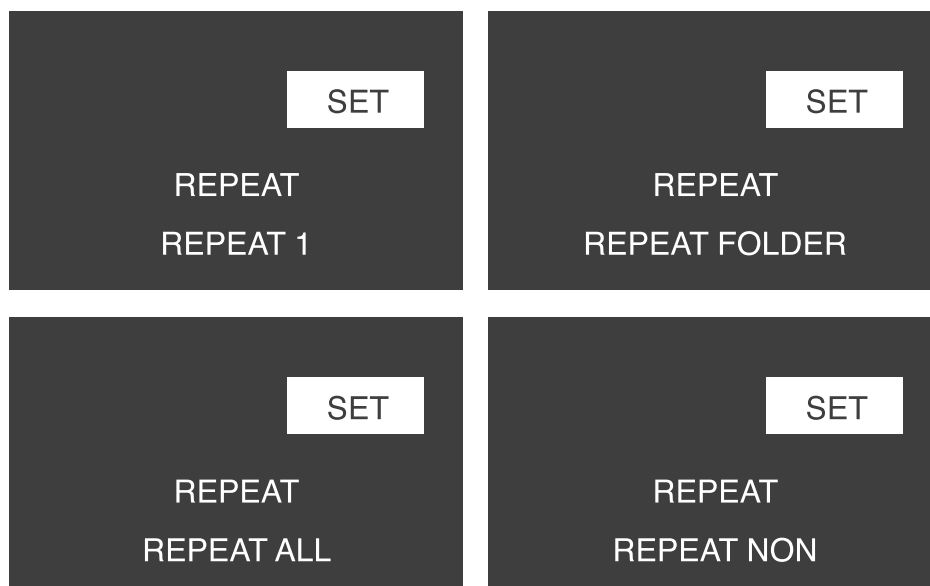 SET
REPEAT
REPEAT 1
SET
REPEAT
REPEAT FOLDER
SET
REPEAT
REPEAT ALL
SET
REPEAT
REPEAT NON